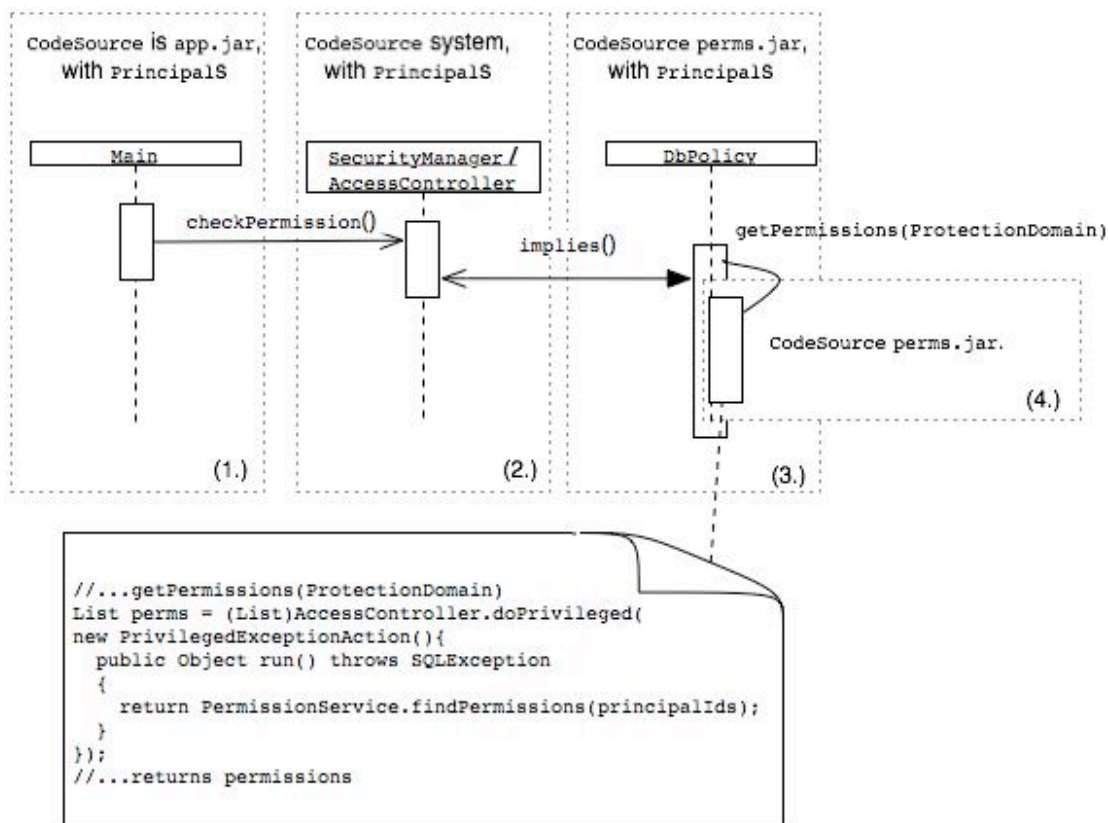 CodeSource is app.jar,
with Principals
CodeSource system,
with Principals
CodeSource perms.jar,
with Principals
Main
SecurityManager /
AccessController
DbPolicy
checkPermission()
implies()
getPermissions(ProtectionDomain)
CodeSource perms.jar.
(4.)
(1.)
(2.)
(3.)
//...getPermissions(ProtectionDomain)
List perms = (List)AccessController.doPrivileged(
new PrivilegedExceptionAction(){
  public Object run() throws SQLException
  {
    return PermissionService.findPermissions(principalIds);
  }
});
//...returns permissions